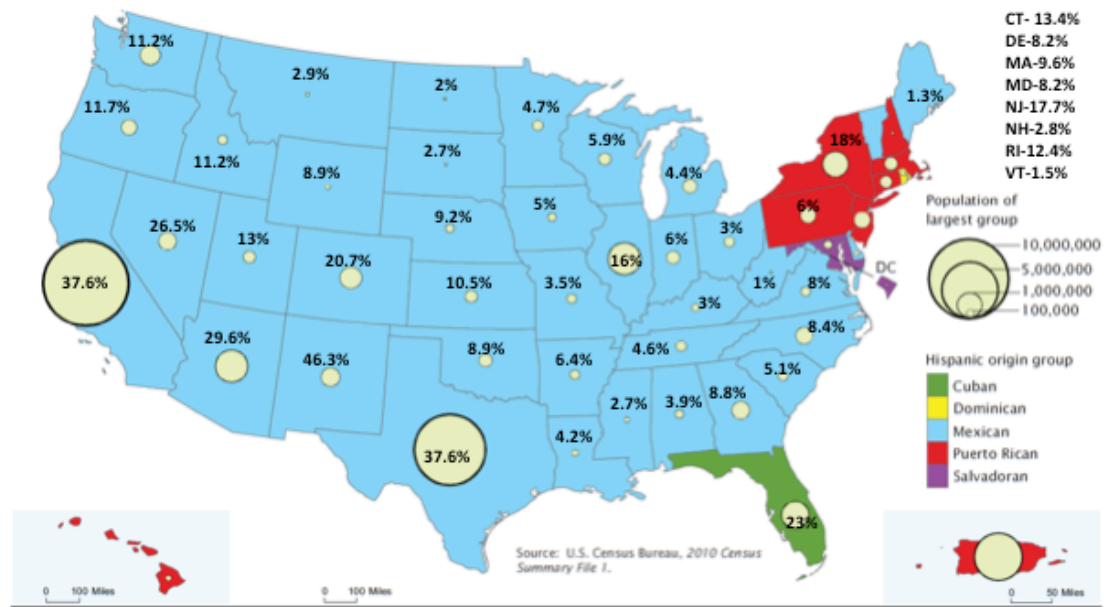 CT- 13.4%
DE-8.2%
MA-9.6%
MD-8.2%
NJ-17.7%
NH-2.8%
RI-12.4%
VT-1.5%
11.2%
2.9%
2%
4.7%
1.3%
11.7%
5.9%
18%
11.2%
8.9%
2.7%
4.4%
Population of
largest group
10,000,000
5,000,000
1,000,000
100,000
26.5%
13%
9.2%
5%
3%
6%
37.6%
20.7%
16%
6%
DC
10.5%
3.5%
1%
8%
3%
29.6%
46.3%
8.9%
6.4%
4.6%
8.4%
5.1%
Hispanic origin
group
Cuban
Dominican
Mexican
Puerto Rican
Salvadoran
2.7%
3.9%
8.8%
37.6%
4.2%
23%
Source: U.S. Census Bureau, 2010 Census
Summary File 1.
0 100 Miles
0 100 Miles
0 50 Miles